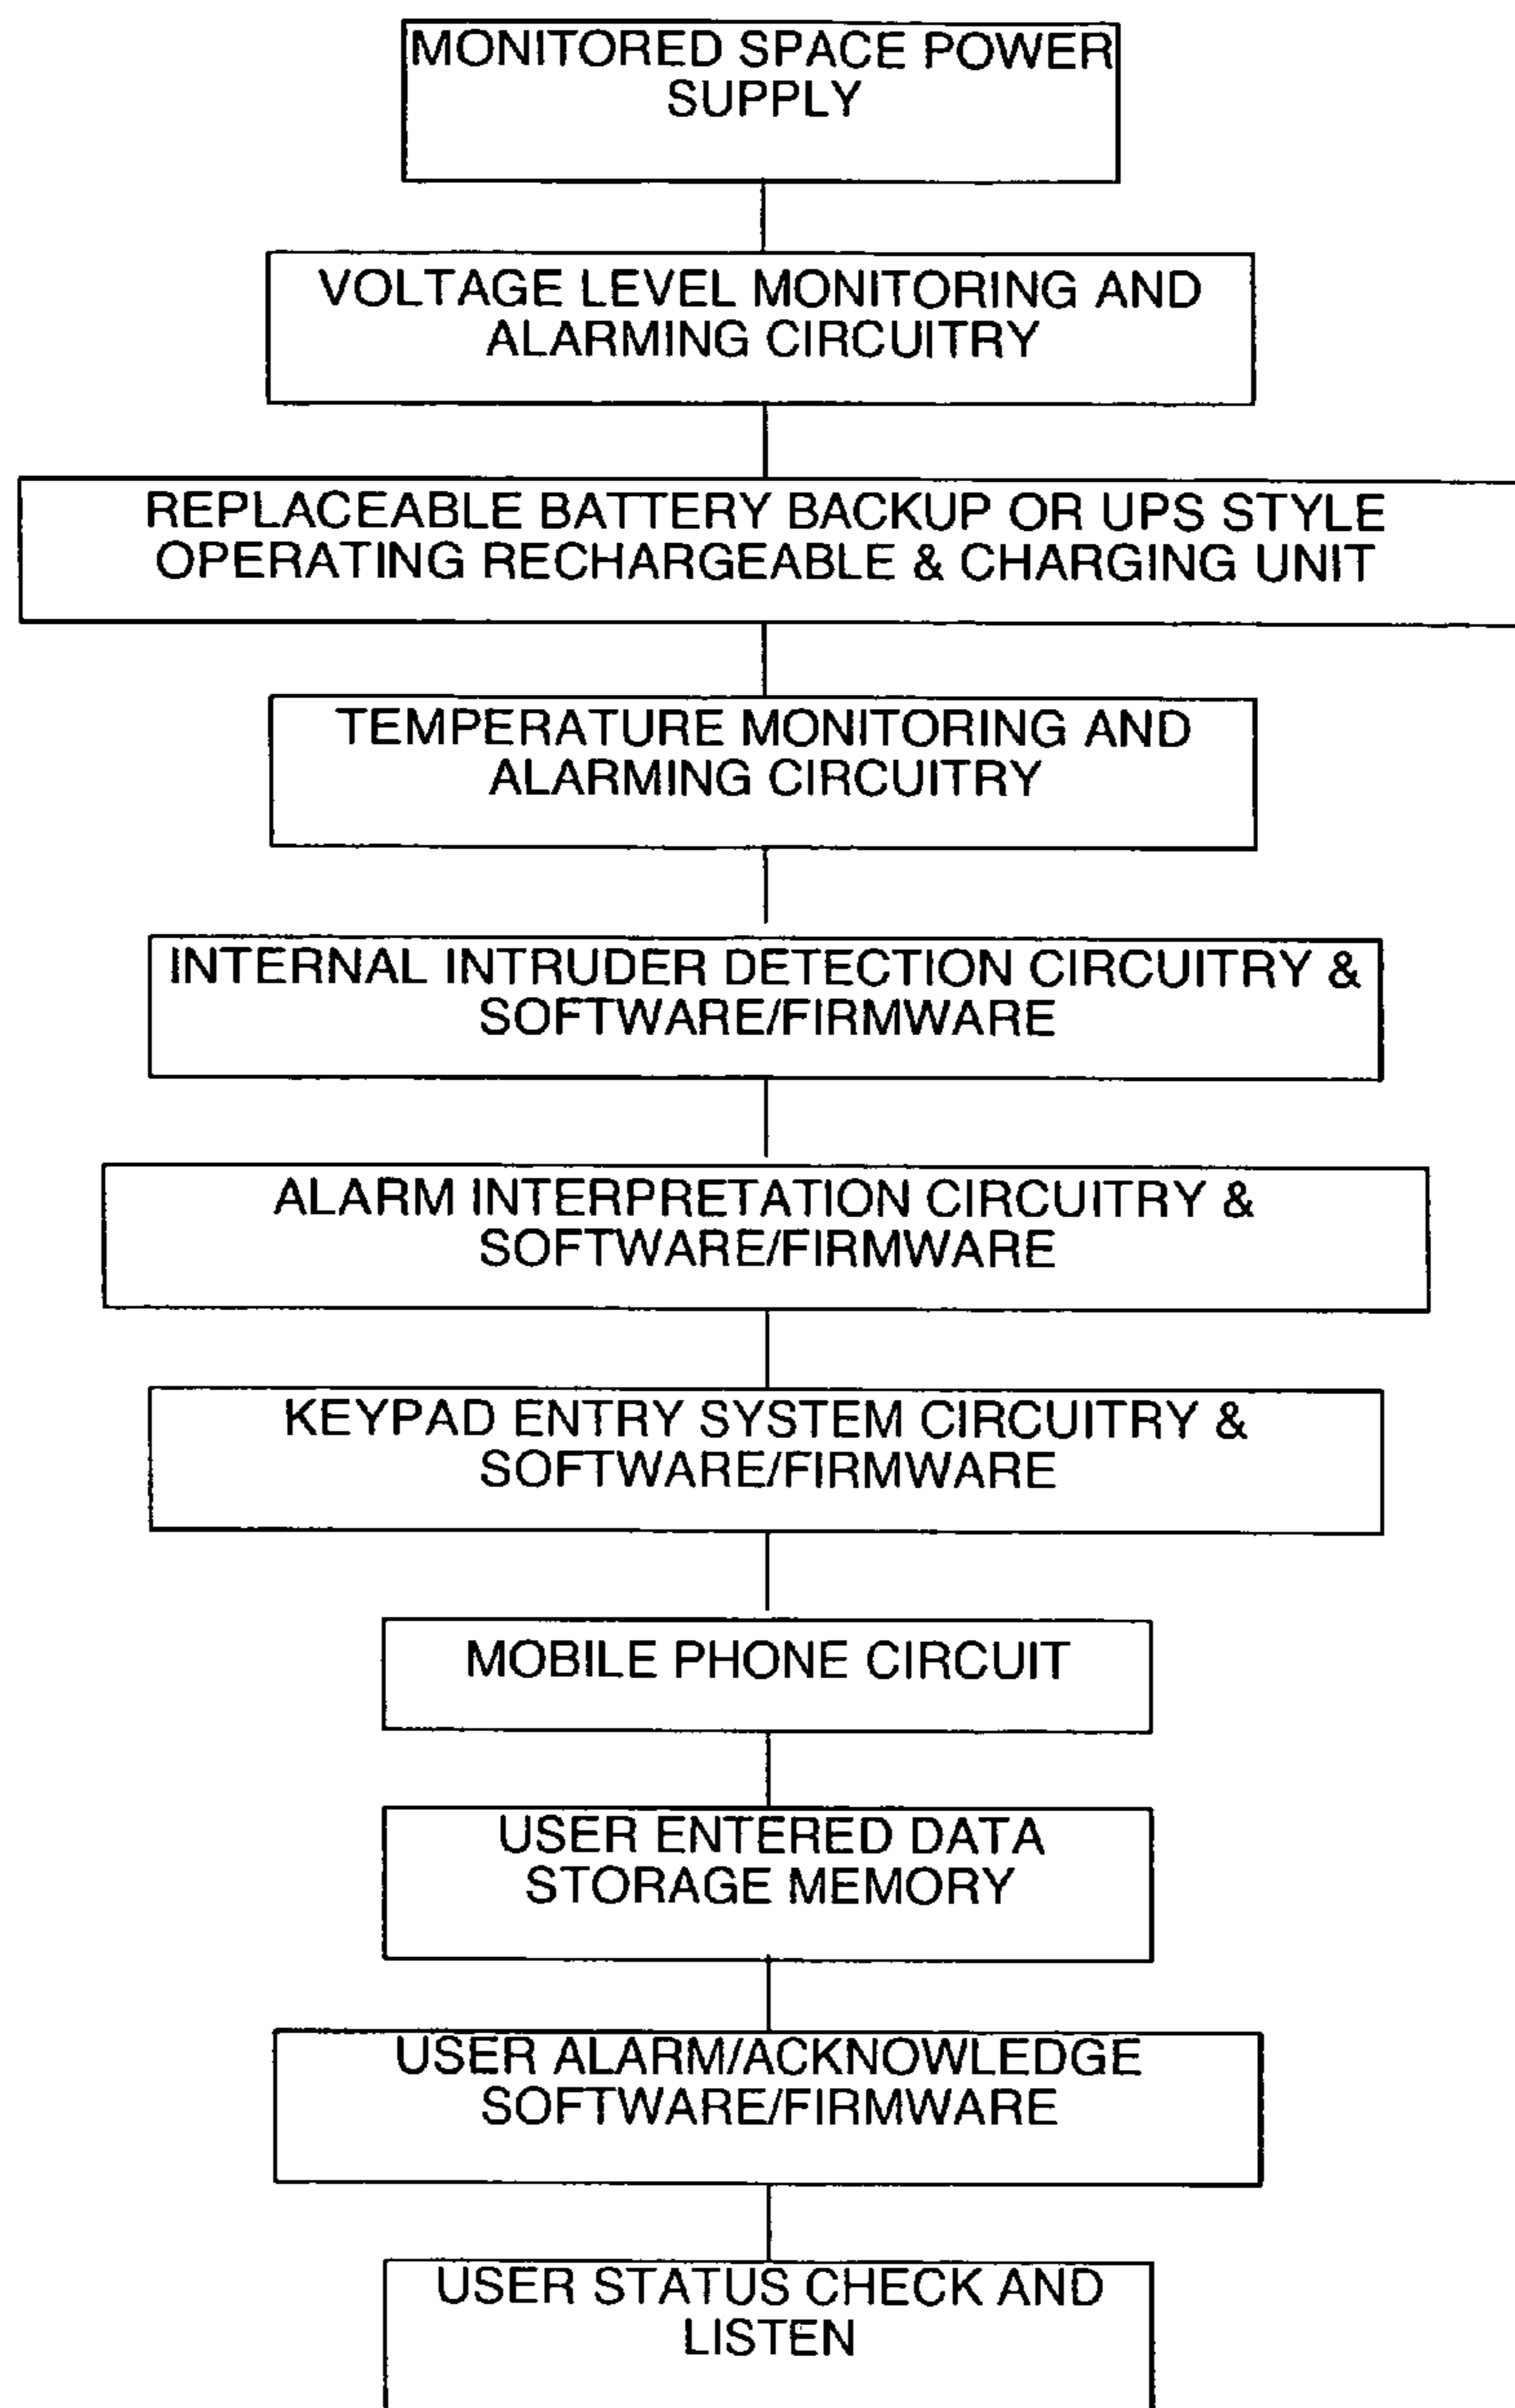 MONITORED SPACE POWER
SUPPLY
VOLTAGE LEVEL MONITORING AND
ALARMING CIRCUITRY
REPLACEABLE BATTERY BACKUP OR UPS STYLE
OPERATING RECHARGEABLE & CHARGING UNIT
TEMPERATURE MONITORING AND
ALARMING CIRCUITRY
INTERNAL INTRUDER DETECTION CIRCUITRY &
SOFTWARE/FIRMWARE
ALARM INTERPRETATION CIRCUITRY &
SOFTWARE/FIRMWARE
KEYPAD ENTRY SYSTEM CIRCUITRY &
SOFTWARE/FIRMWARE
MOBILE PHONE CIRCUIT
USER ENTERED DATA
STORAGE MEMORY
USER ALARM/ACKNOWLEDGE
SOFTWARE/FIRMWARE
USER STATUS CHECK AND
LISTEN